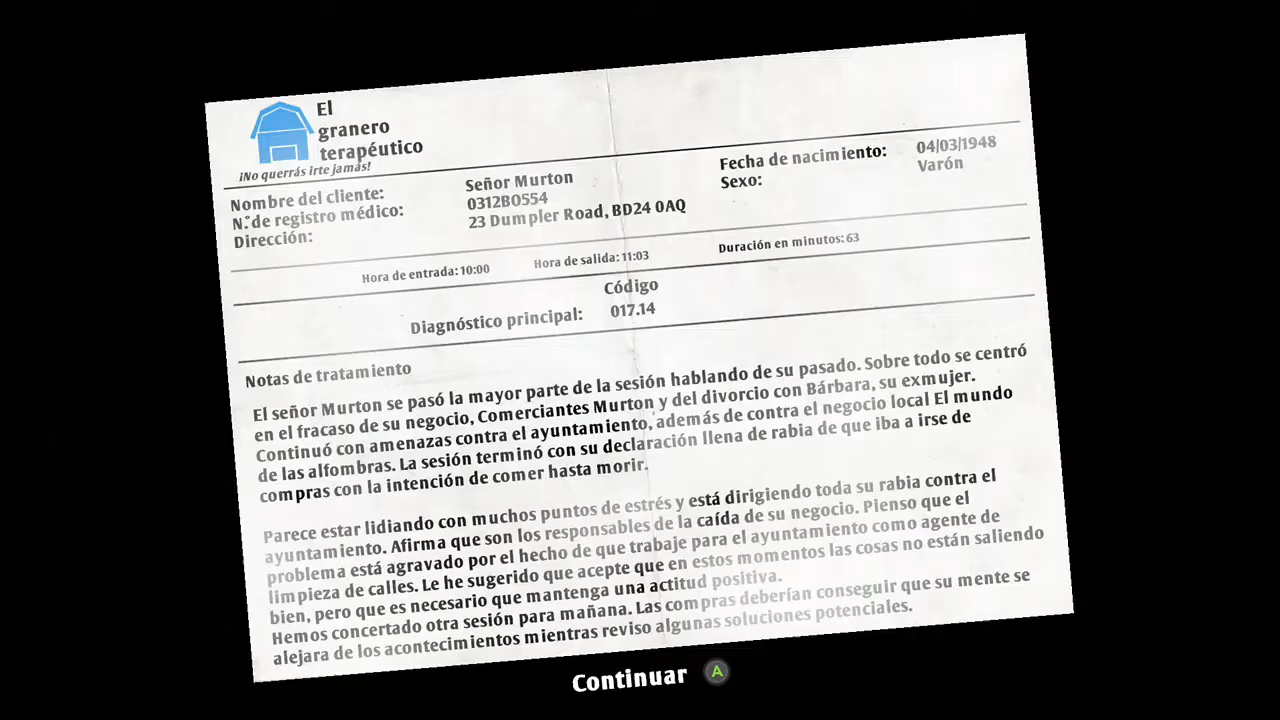 El
granero
terapéutico
¡No querrás irte jamás!
Nombre del cliente: Señor Murton
N.º de registro médico: 0312B0554
Dirección: 23 Dumpler Road, BD24 0AQ
Fecha de nacimiento: 04/03/1948
Sexo: Varón
Hora de entrada: 10:00 Hora de salida: 11:03 Duración en minutos: 63
Código
Diagnóstico principal: 017.14
Notas de tratamiento
El señor Murton se pasó la mayor parte de la sesión hablando de su pasado. Sobre todo se centró
en el fracaso de su negocio, Comerciantes Murton y del divorcio con Bárbara, su exmujer.
Continuó con amenazas contra el ayuntamiento, además de contra el negocio local El mundo
de las alfombras. La sesión terminó con su declaración llena de rabia de que iba a irse de
compras con la intención de comer hasta morir.
Parece estar lidiando con muchos puntos de estrés y está dirigiendo toda su rabia contra el
ayuntamiento. Afirma que son los responsables de la caída de su negocio. Pienso que el
problema está agravado por el hecho de que trabaje para el ayuntamiento como agente de
limpieza de calles. Le he sugerido que acepte que en estos momentos las cosas no están saliendo
bien, pero que es necesario que mantenga una actitud positiva.
Hemos concertado otra sesión para mañana. Las compras deberían conseguir que su mente se
alejara de los acontecimientos mientras reviso algunas soluciones potenciales.
Continuar A